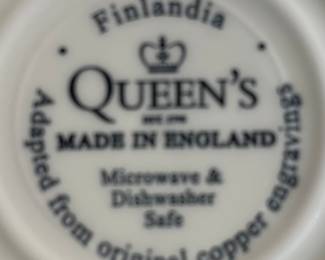 Finlandia
QUEEN'S
MADE IN ENGLAND
Microwave &
Dishwasher
Safe
Adapted from original copper engravings